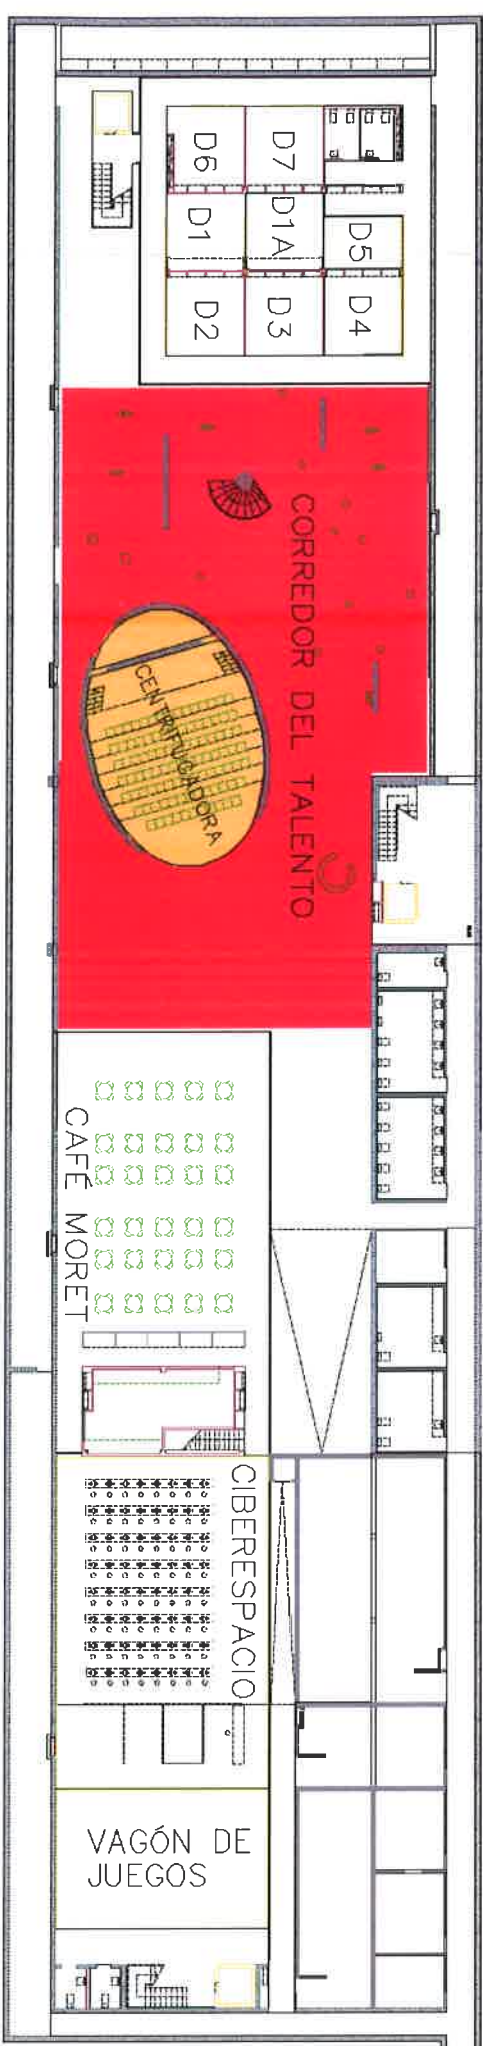 D6
D7
D1
D1A
D5
D2
D3
D4
CORREDOR DEL TALENTO
CENTRIFUGADORA
CAFÉ MORET
CIBERESPACIO
VAGÓN DE
JUEGOS